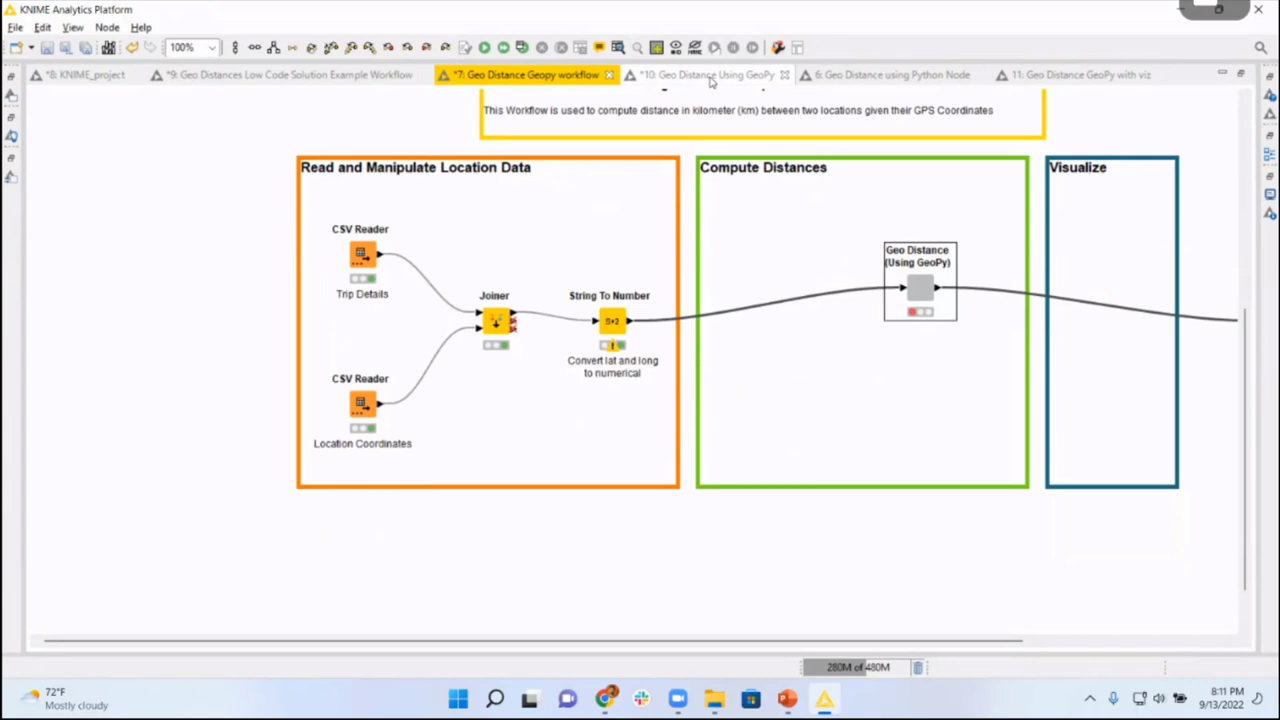 KNIME Analytics Platform
File Edit View Node Help
100%
*8: KNIME_project
*9: Geo Distances Low Code Solution Example Workflow
*7: Geo Distance Geopy workflow
*10: Geo Distance Using GeoPy
6: Geo Distance using Python Node
11: Geo Distance GeoPy with viz
This Workflow is used to compute distance in kilometer (km) between two locations given their GPS Coordinates
Read and Manipulate Location Data
Compute Distances
Visualize
CSV Reader
Trip Details
Joiner
String To Number
S>2
Convert lat and long
to numerical
Geo Distance
(Using GeoPy)
CSV Reader
Location Coordinates
280M of 480M
72°F
Mostly cloudy
8:11 PM
9/13/2022